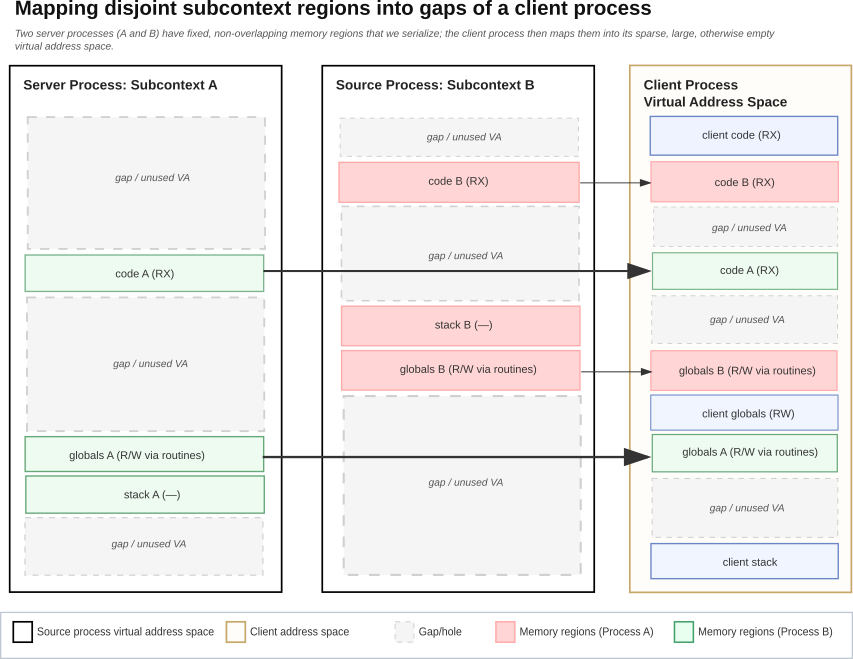 Mapping disjoint subcontext regions into gaps of a client process
Two server processes (A and B) have fixed, non-overlapping memory regions that we serialize; the client process then maps them into its sparse, large, otherwise empty
virtual address space.
Server Process: Subcontext A
gap / unused VA
code A (RX)
gap / unused VA
globals A (R/W via routines)
stack A (—)
gap / unused VA
Source Process: Subcontext B
gap / unused VA
code B (RX)
gap / unused VA
stack B (—)
globals B (R/W via routines)
gap / unused VA
Client Process
Virtual Address Space
client code (RX)
code B (RX)
gap / unused VA
code A (RX)
gap / unused VA
globals B (R/W via routines)
client globals (RW)
globals A (R/W via routines)
gap / unused VA
client stack
Source process virtual address space
Client address space
Gap/hole
Memory regions (Process A)
Memory regions (Process B)